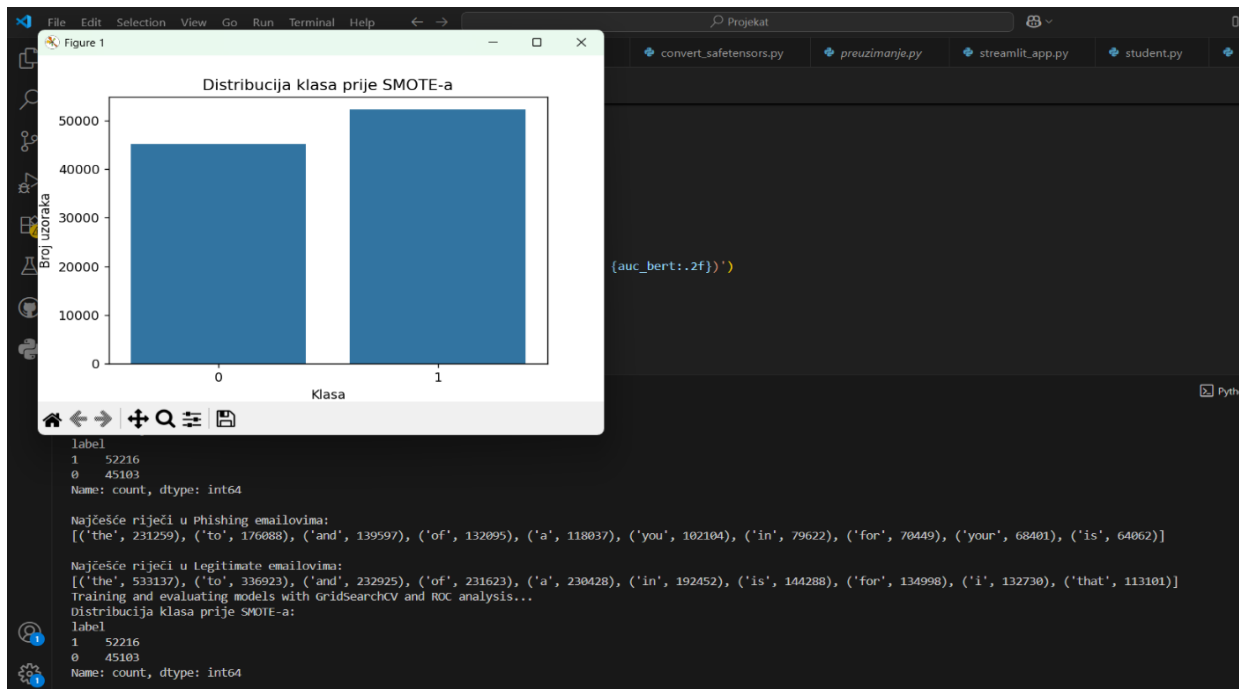 File Edit Selection View Go Run Terminal Help
Projekat
Figure 1
convert_safetensors.py
preuzimanje.py
streamlit_app.py
student.py
Distribucija klasa prije SMOTE-a
50000
40000
30000
20000
10000
0
Broj uzoraka
0 1
Klasa
{auc_bert:.2f})')
label
1 52216
0 45103
Name: count, dtype: int64
Najčešće riječi u Phishing emailovima:
[('the', 231259), ('to', 176088), ('and', 139597), ('of', 132095), ('a', 118037), ('you', 102104), ('in', 79622), ('for', 70449), ('your', 68401), ('is', 64062)]
Najčešće riječi u Legitimate emailovima:
[('the', 533137), ('to', 336923), ('and', 232925), ('of', 231623), ('a', 230428), ('in', 192452), ('is', 144288), ('for', 134998), ('i', 132730), ('that', 113101)]
Training and evaluating models with GridSearchCV and ROC analysis...
Distribucija klasa prije SMOTE-a:
label
1 52216
0 45103
Name: count, dtype: int64
1
1